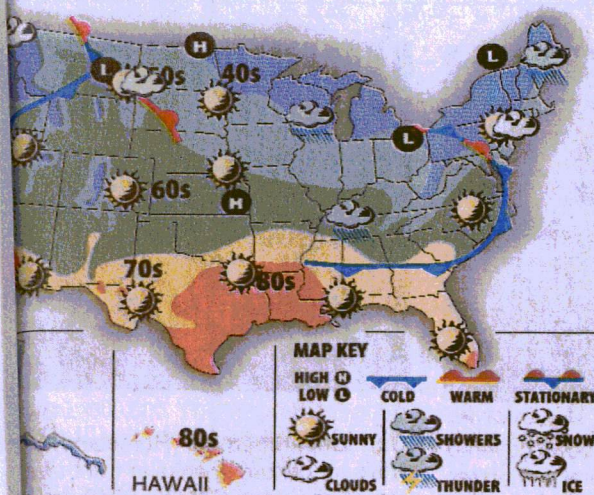 H
L
50s
40s
L
L
60s
H
70s
80s
MAP KEY
HIGH H
LOW L
COLD
WARM
STATIONARY
SUNNY
SHOWERS
SNOW
CLOUDS
THUNDER
ICE
80s
HAWAII